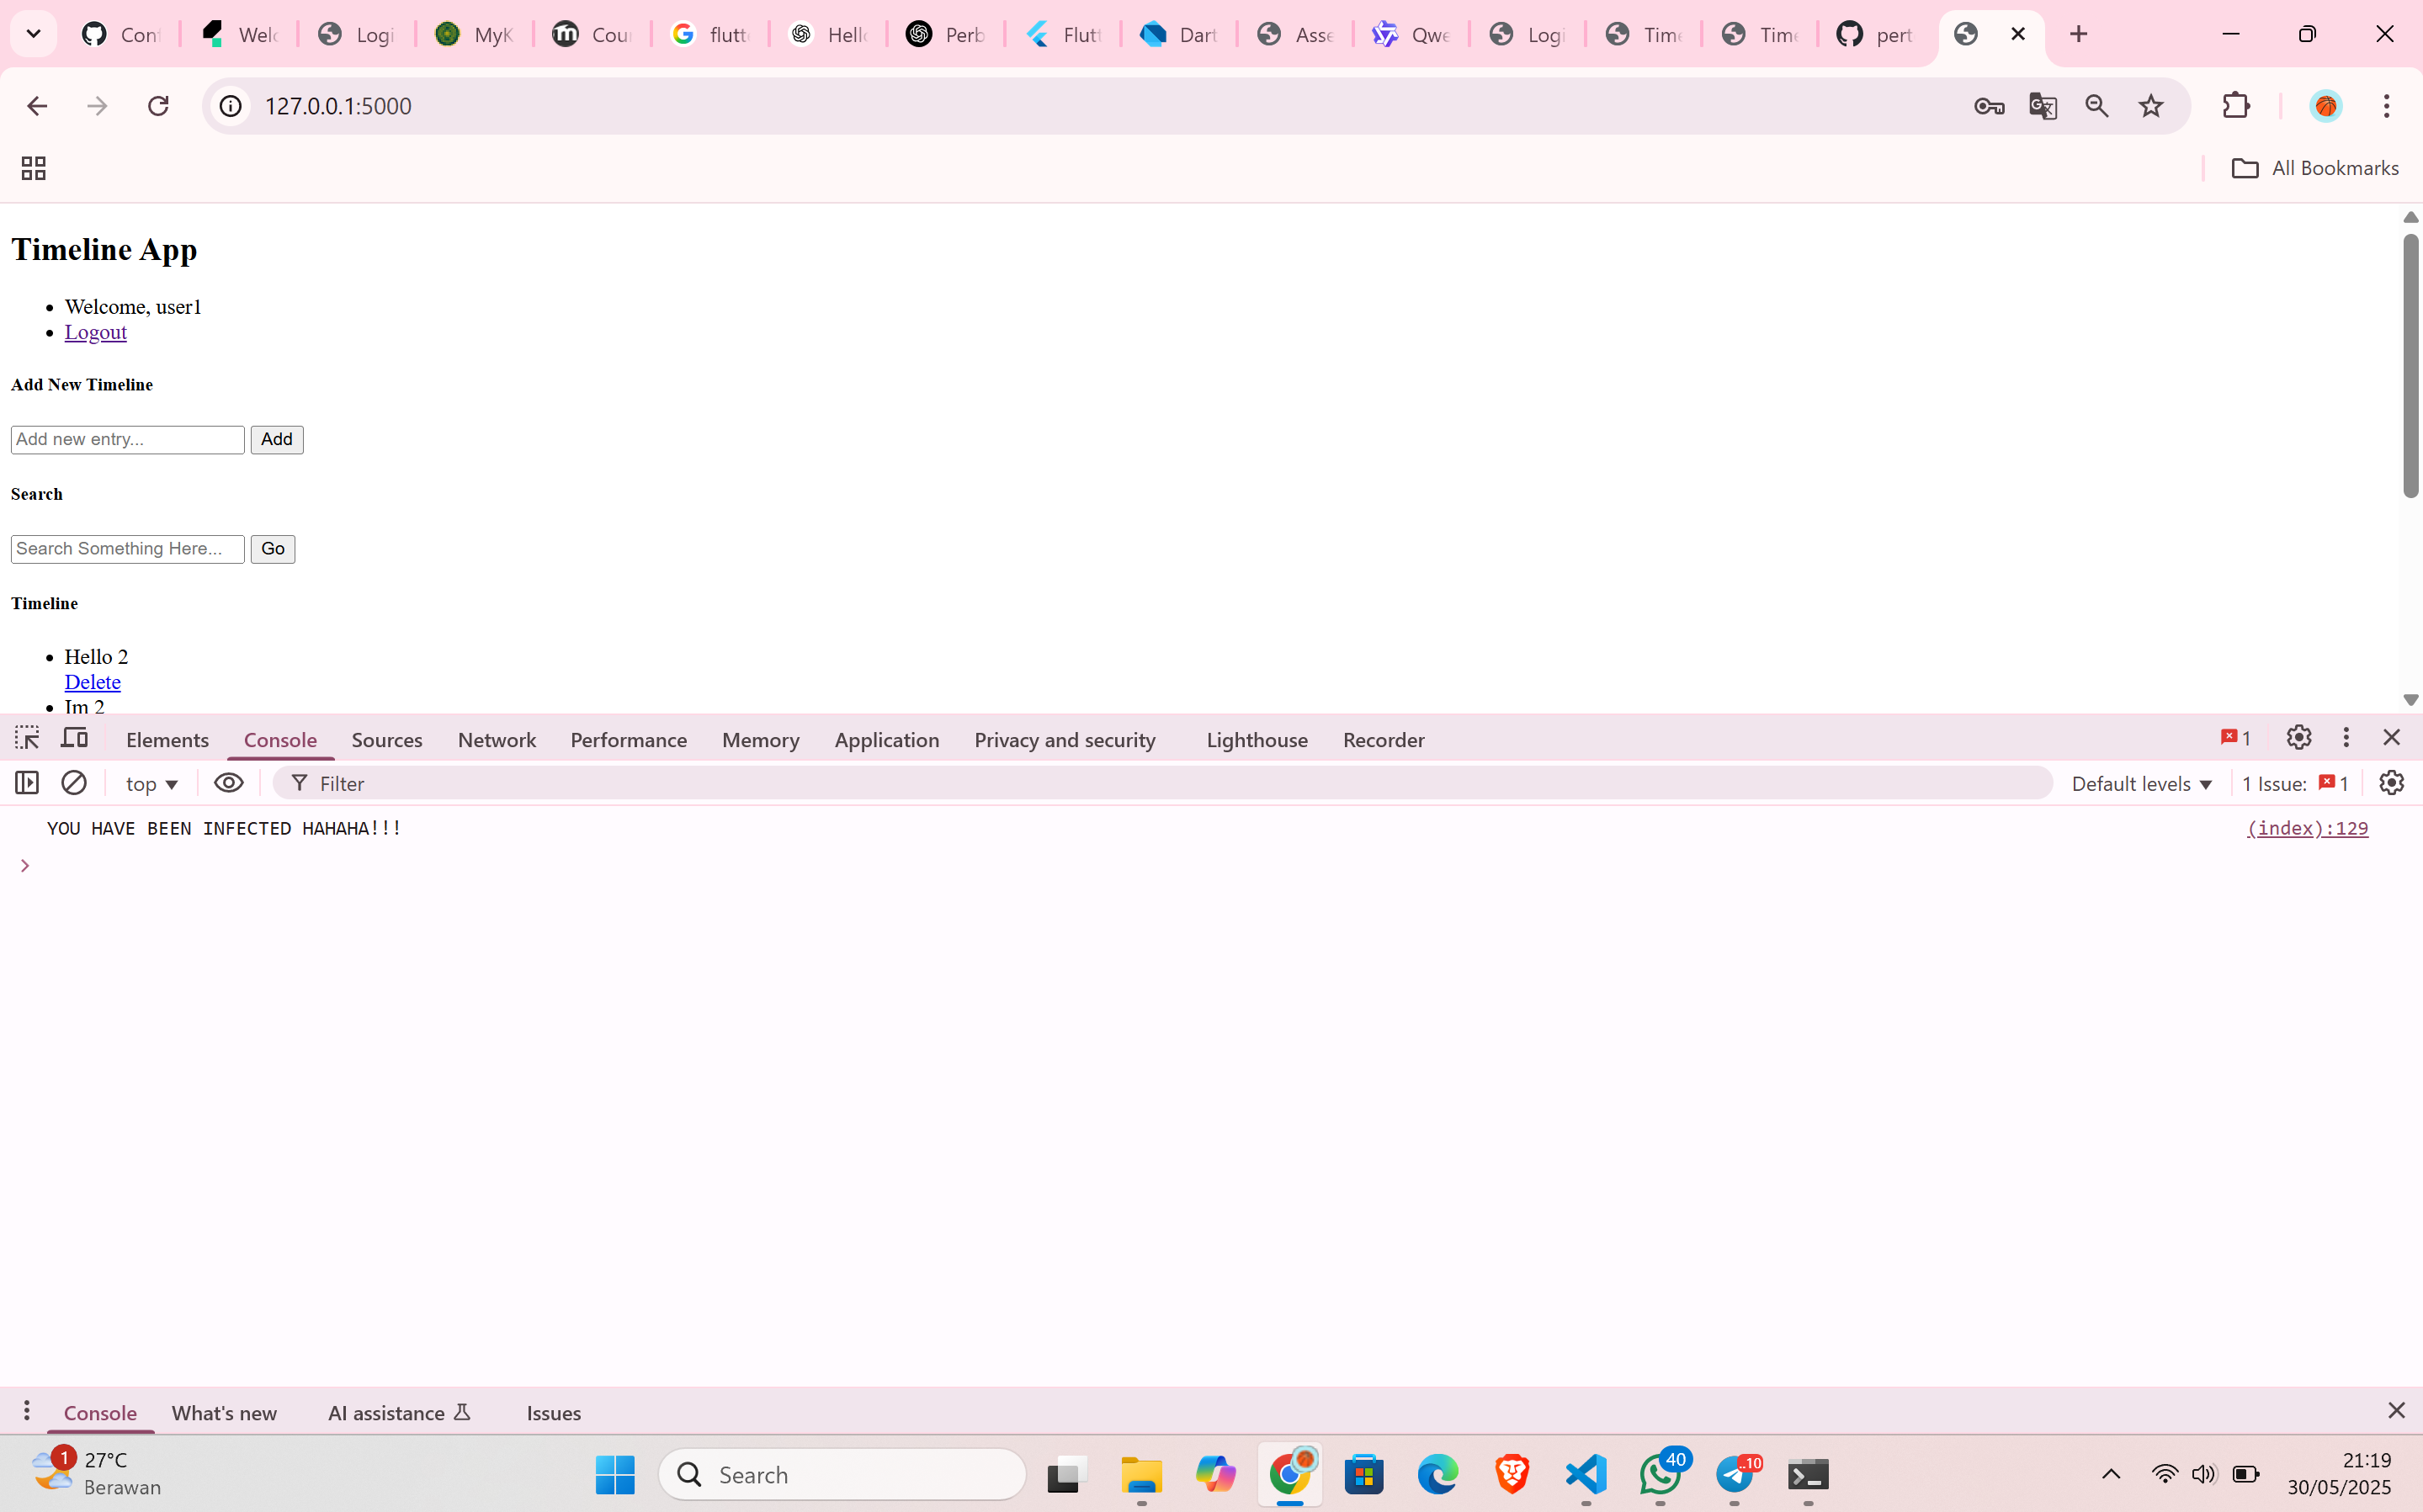 Cont
Welc
Logi
MyK
Cour
flutt
Hello
Perb
Flutt
Dart
Asse
Qwe
Logi
Time
Time
pert
127.0.0.1:5000
All Bookmarks
Timeline App
Welcome, user1
Logout
Add New Timeline
Add new entry... Add
Search
Search Something Here... Go
Timeline
Hello 2
Delete
Im 2
Elements Console Sources Network Performance Memory Application Privacy and security Lighthouse Recorder 1
top Filter Default levels 1 Issue: 1
YOU HAVE BEEN INFECTED HAHAHA!!! (index):129
Console What's new AI assistance Issues
1 27°C
Berawan
Search
40
..10
21:19
30/05/2025